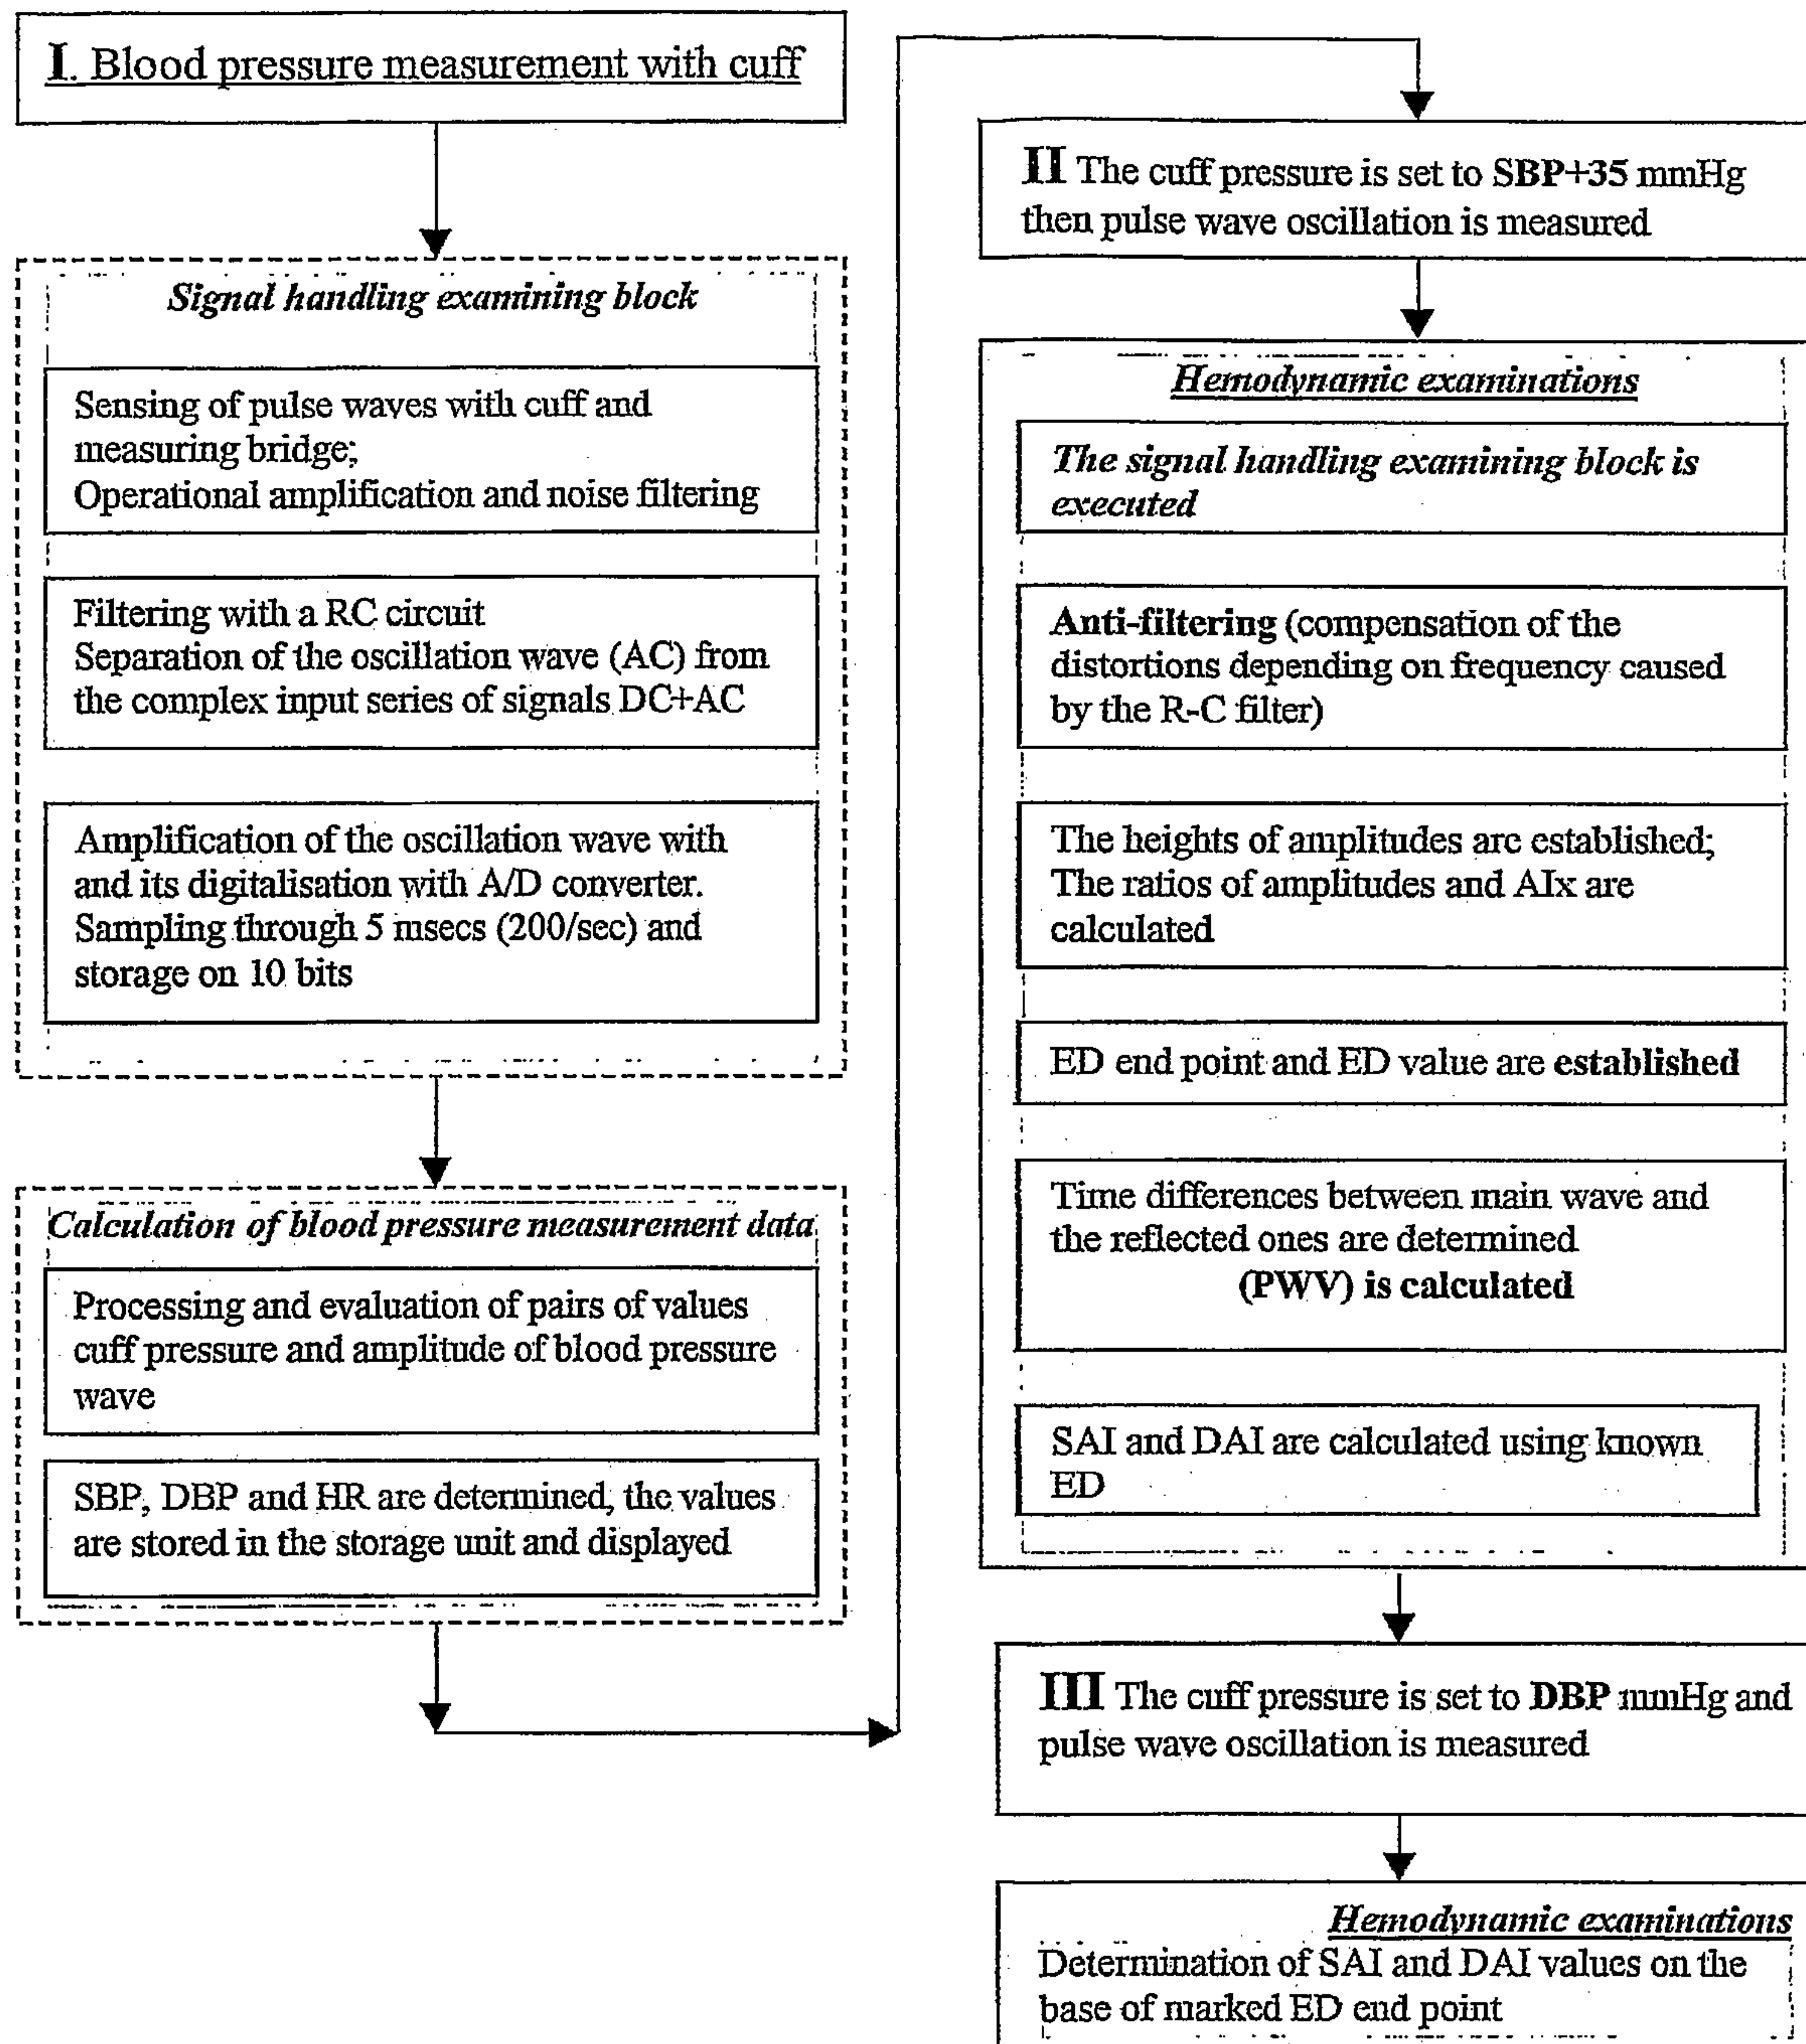 I. Blood pressure measurement with cuff
Signal handling examining block
Sensing of pulse waves with cuff and
measuring bridge;
Operational amplification and noise filtering
Filtering with a RC circuit
Separation of the oscillation wave (AC) from
the complex input series of signals DC+AC
Amplification of the oscillation wave with
and its digitalisation with A/D converter.
Sampling through 5 msecs (200/sec) and
storage on 10 bits
Calculation of blood pressure measurement data
Processing and evaluation of pairs of values
cuff pressure and amplitude of blood pressure
wave
SBP, DBP and HR are determined, the values
are stored in the storage unit and displayed
II The cuff pressure is set to SBP+35 mmHg
then pulse wave oscillation is measured
Hemodynamic examinations
The signal handling examining block is
executed
Anti-filtering (compensation of the
distortions depending on frequency caused
by the R-C filter)
The heights of amplitudes are established;
The ratios of amplitudes and AIx are
calculated
ED end point and ED value are established
Time differences between main wave and
the reflected ones are determined
(PWV) is calculated
SAI and DAI are calculated using known
ED
III The cuff pressure is set to DBP mmHg and
pulse wave oscillation is measured
Hemodynamic examinations
Determination of SAI and DAI values on the
base of marked ED end point